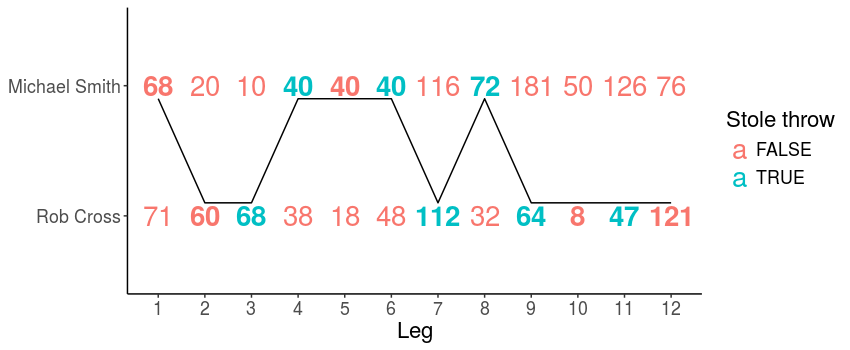 Michael Smith 68 20 10 40 40 40 116 72 181 50 126 76
Stole throw
a FALSE
a TRUE
Rob Cross 71 60 68 38 18 48 112 32 64 8 47 121
1 2 3 4 5 6 7 8 9 10 11 12
Leg